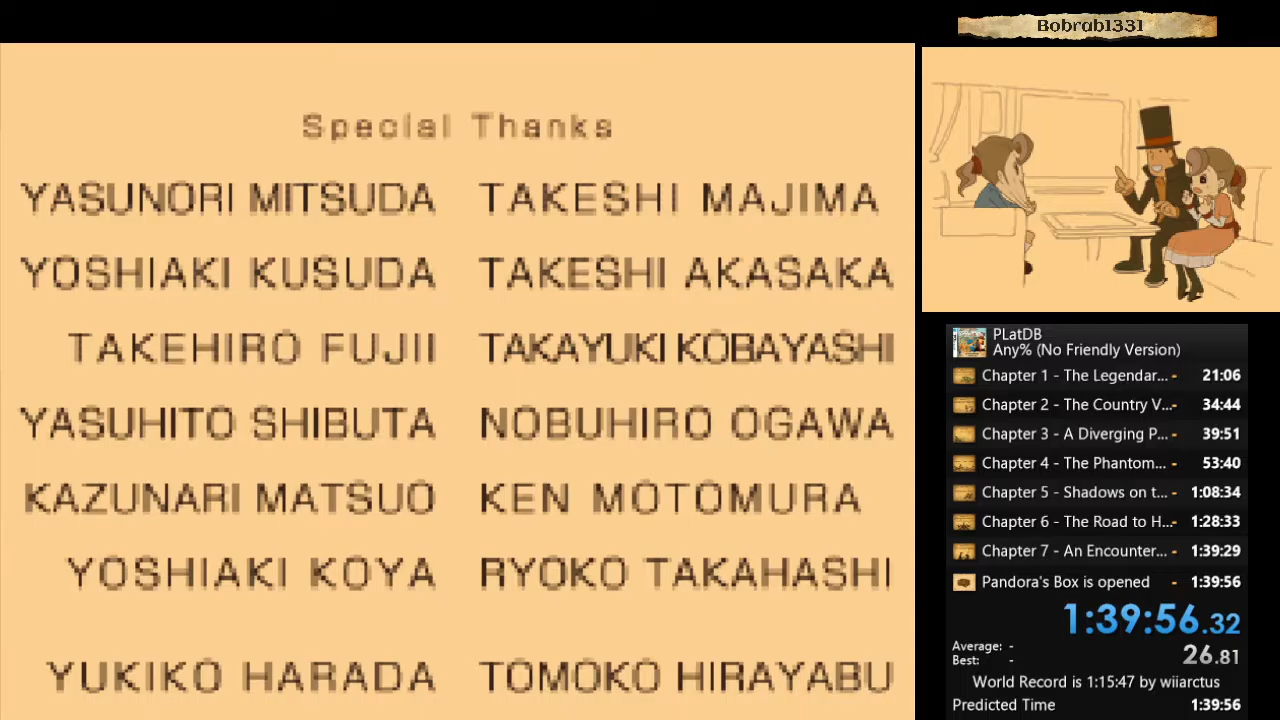 Bobrab1331
Special Thanks
YASUNORI MITSUDA TAKESHI MAJIMA
YOSHIAKI KUSUDA TAKESHI AKASAKA
TAKEHIRO FUJII TAKAYUKI KOBAYASHI
YASUHITO SHIBUTA NOBUHIRO OGAWA
KAZUNARI MATSUO KEN MOTOMURA
YOSHIAKI KOYA RYOKO TAKAHASHI
YUKIKO HARADA TOMOKO HIRAYABU
PLatDB
Any% (No Friendly Version)
Chapter 1 - The Legendar... - 21:06
Chapter 2 - The Country V... - 34:44
Chapter 3 - A Diverging P... - 39:51
Chapter 4 - The Phantom... - 53:40
Chapter 5 - Shadows on t... - 1:08:34
Chapter 6 - The Road to H... - 1:28:33
Chapter 7 - An Encounter... - 1:39:29
Pandora's Box is opened - 1:39:56
1:39:56.32
Average: -
Best: -
26.81
World Record is 1:15:47 by wiiarctus
Predicted Time 1:39:56